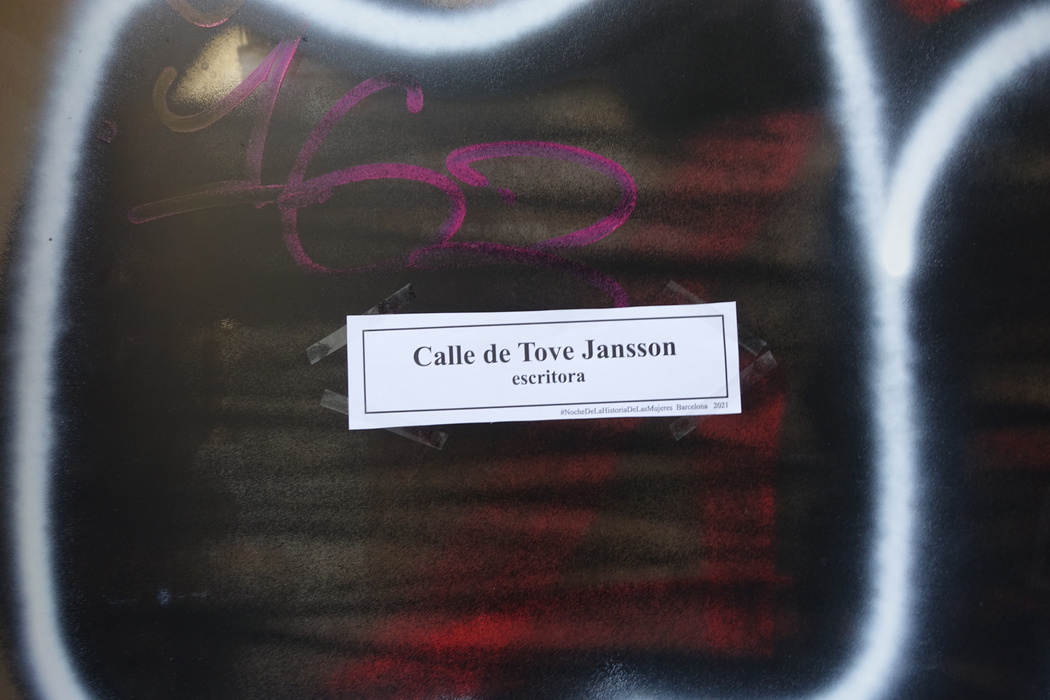 Calle de Tove Jansson
escritora
#NocheDeLaHistoriaDeLasMujeres Barcelona 2021